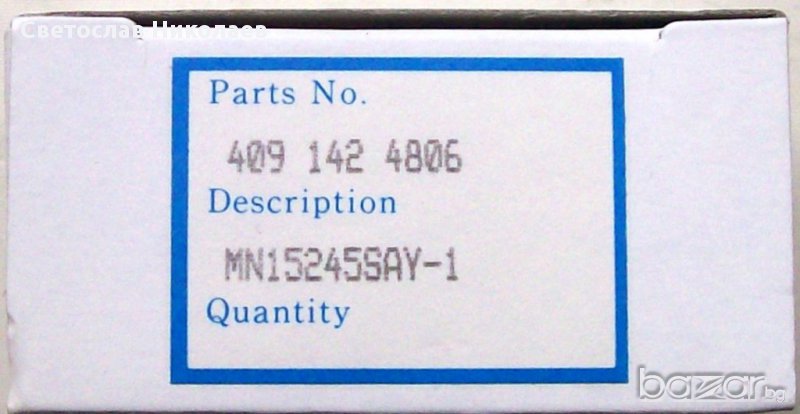 Светослав Николаев
Parts No.
409 142 4806
Description
MN15245SAY-1
Quantity
bazar.bg